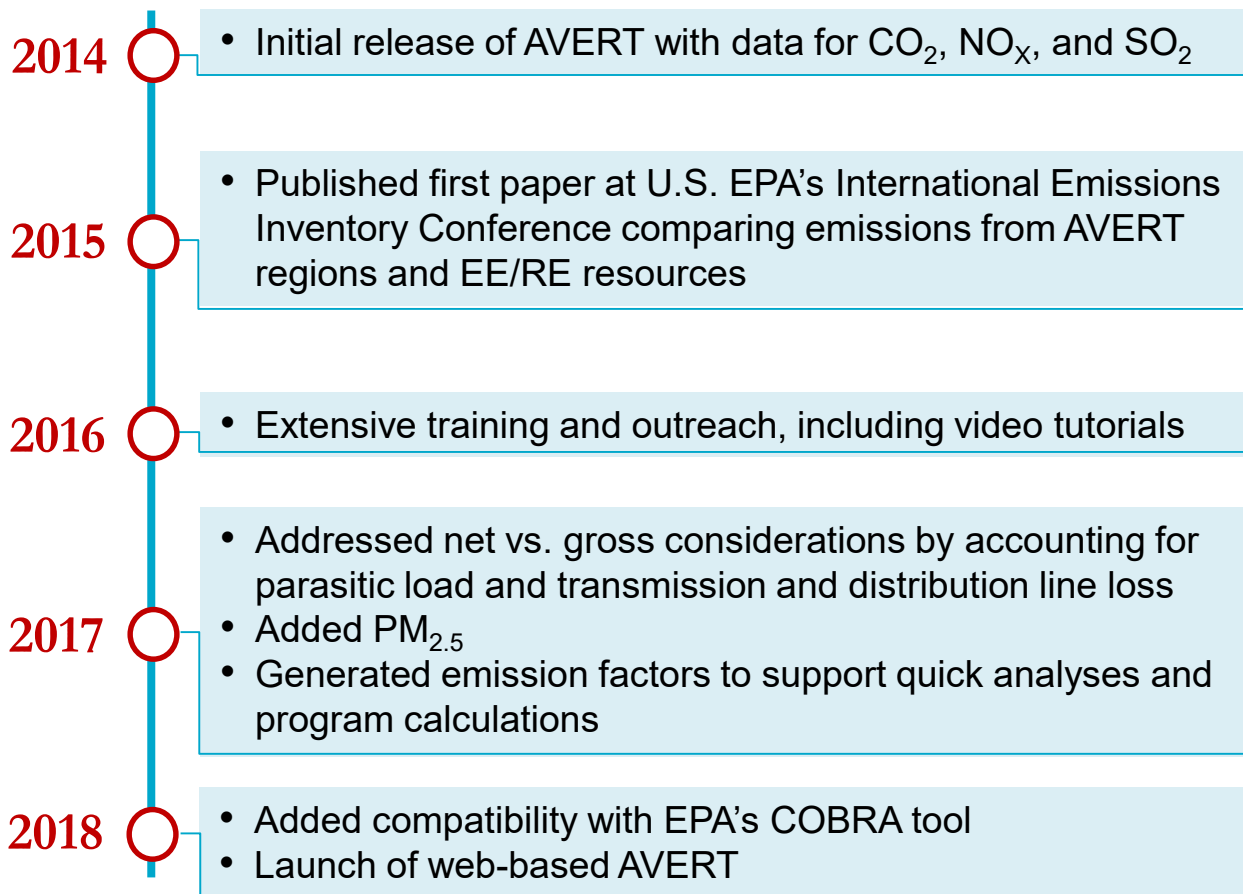 2014
• Initial release of AVERT with data for CO₂, NOₓ, and SO₂
2015
• Published first paper at U.S. EPA’s International Emissions
Inventory Conference comparing emissions from AVERT
regions and EE/RE resources
2016
• Extensive training and outreach, including video tutorials
2017
• Addressed net vs. gross considerations by accounting for
parasitic load and transmission and distribution line loss
• Added PM₂.₅
• Generated emission factors to support quick analyses and
program calculations
2018
• Added compatibility with EPA’s COBRA tool
• Launch of web-based AVERT